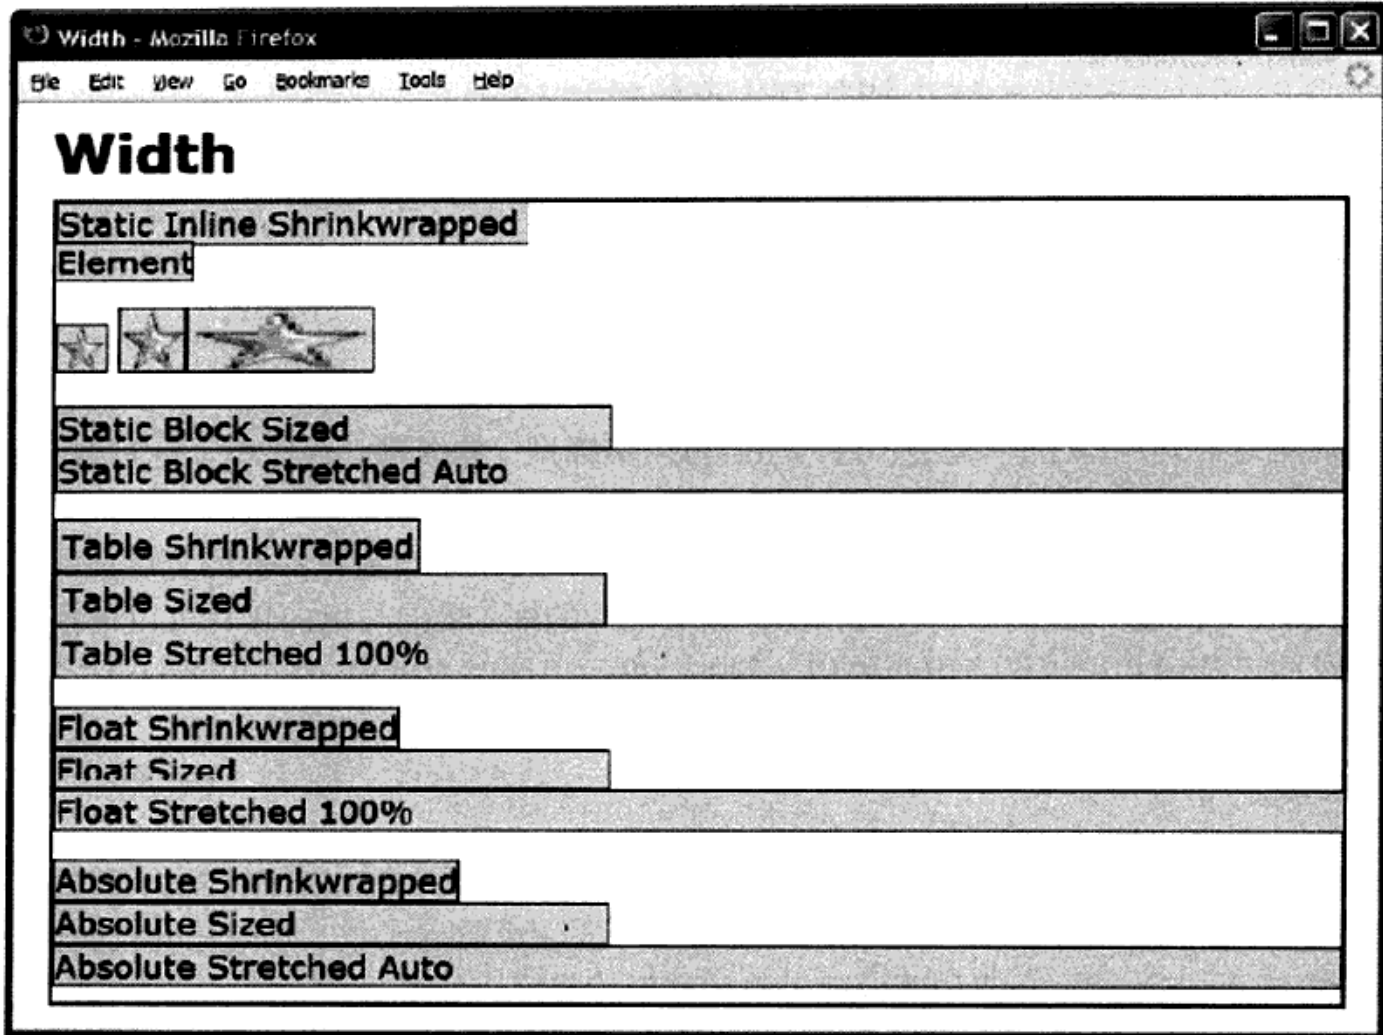 Width - Mozilla Firefox
File Edit View Go Bookmarks Tools Help
Width
Static Inline Shrinkwrapped
Element
Static Block Sized
Static Block Stretched Auto
Table Shrinkwrapped
Table Sized
Table Stretched 100%
Float Shrinkwrapped
Float Sized
Float Stretched 100%
Absolute Shrinkwrapped
Absolute Sized
Absolute Stretched Auto